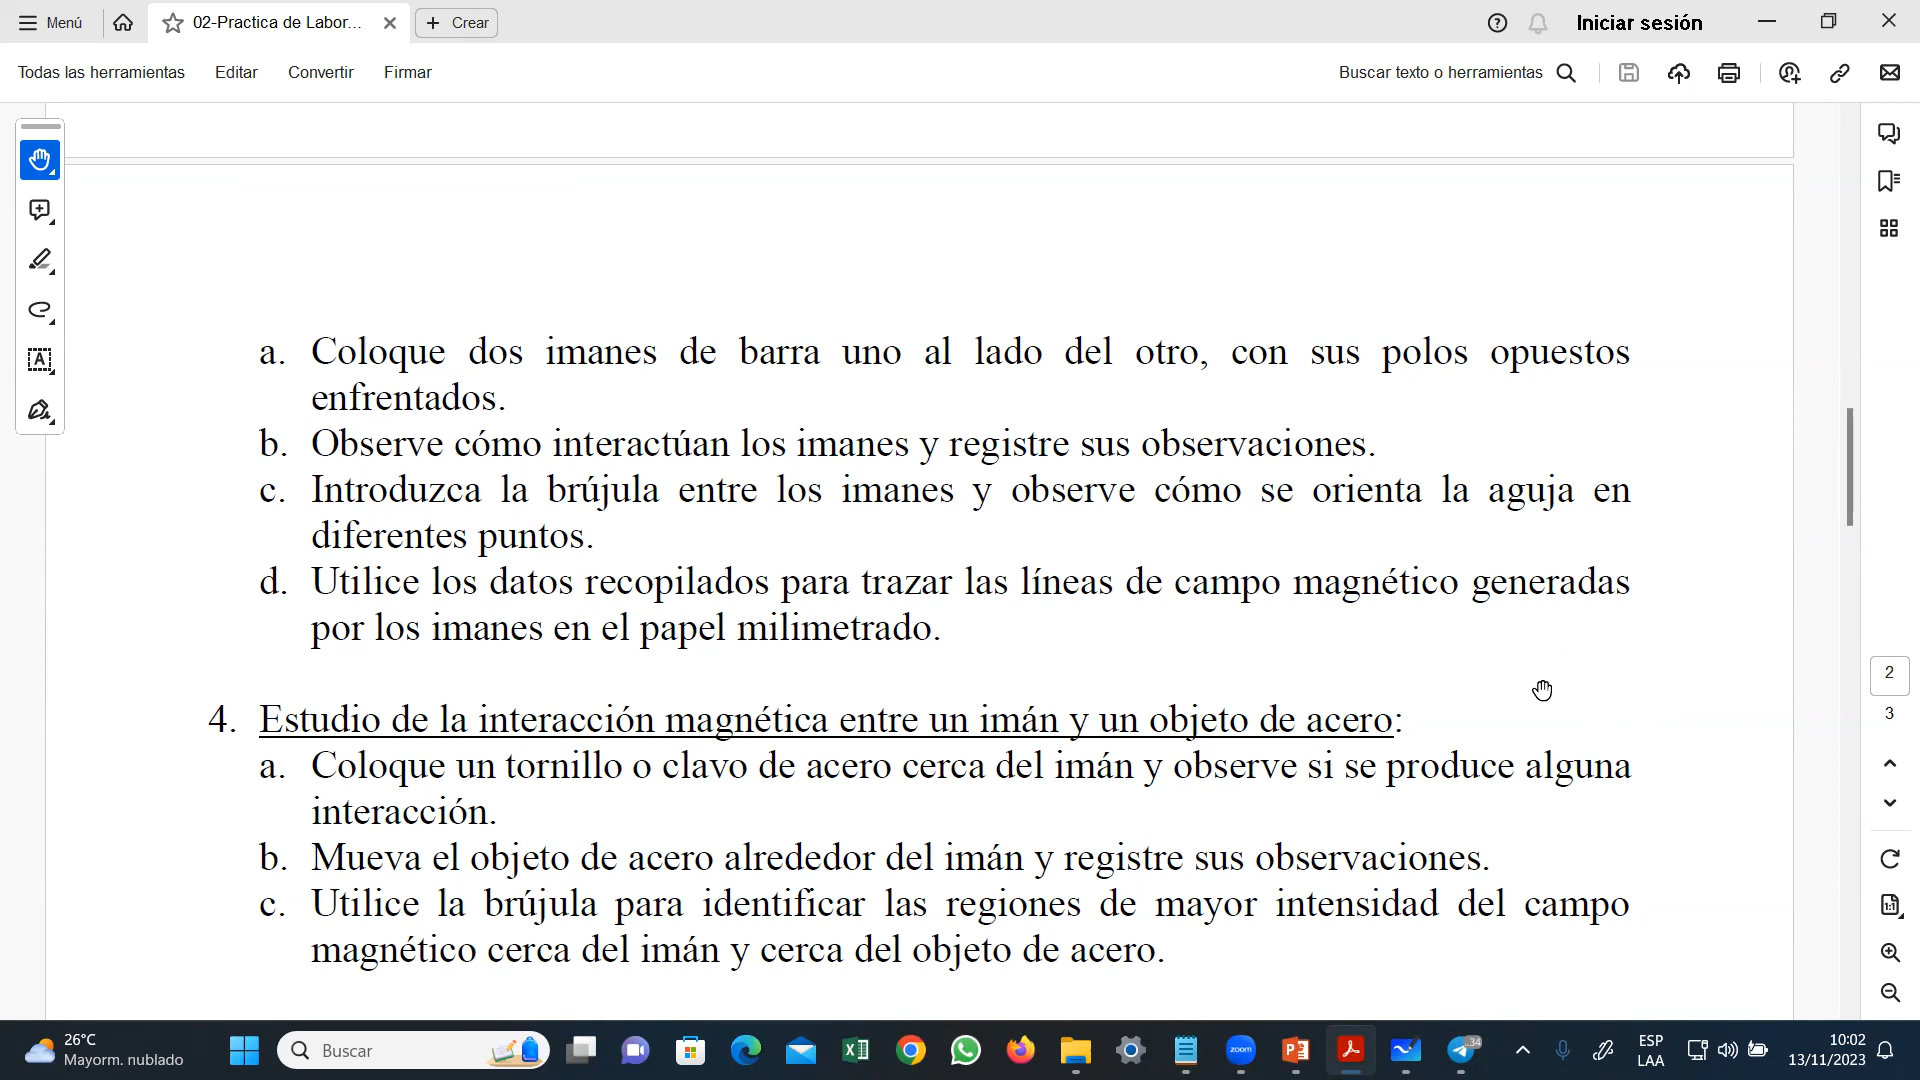 Menú
02-Practica de Labor...
Crear
Iniciar sesión
Todas las herramientas Editar Convertir Firmar
Buscar texto o herramientas
a. Coloque dos imanes de barra uno al lado del otro, con sus polos opuestos
enfrentados.
b. Observe cómo interactúan los imanes y registre sus observaciones.
c. Introduzca la brújula entre los imanes y observe cómo se orienta la aguja en
diferentes puntos.
d. Utilice los datos recopilados para trazar las líneas de campo magnético generadas
por los imanes en el papel milimetrado.
4. Estudio de la interacción magnética entre un imán y un objeto de acero:
a. Coloque un tornillo o clavo de acero cerca del imán y observe si se produce alguna
interacción.
b. Mueva el objeto de acero alrededor del imán y registre sus observaciones.
c. Utilice la brújula para identificar las regiones de mayor intensidad del campo
magnético cerca del imán y cerca del objeto de acero.
2
3
26°C
Mayorm. nublado
Buscar
zoom
34
ESP
LAA
10:02
13/11/2023